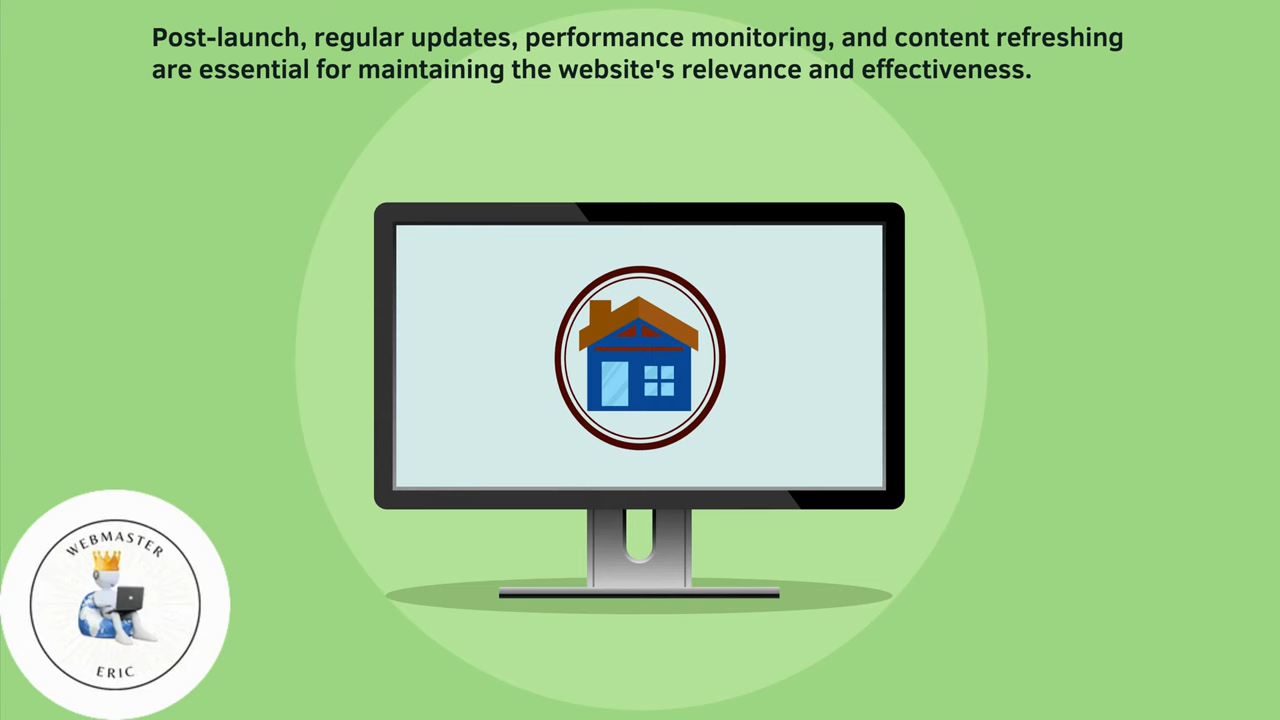 Post-launch, regular updates, performance monitoring, and content refreshing
are essential for maintaining the website's relevance and effectiveness.
WEBMASTER
ERIC